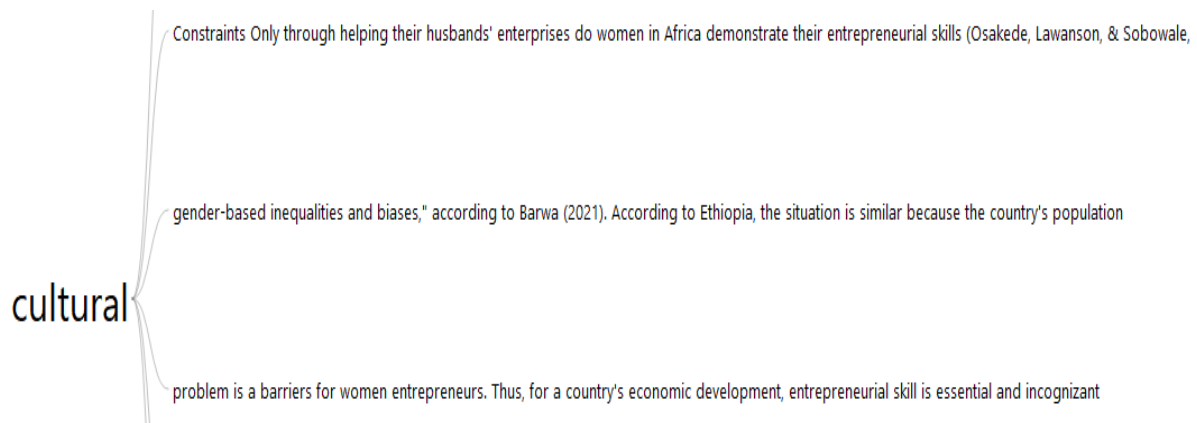 Constraints Only through helping their husbands' enterprises do women in Africa demonstrate their entrepreneurial skills (Osakede, Lawanson, & Sobowale,
gender-based inequalities and biases," according to Barwa (2021). According to Ethiopia, the situation is similar because the country's population
cultural
problem is a barriers for women entrepreneurs. Thus, for a country's economic development, entrepreneurial skill is essential and incognizant